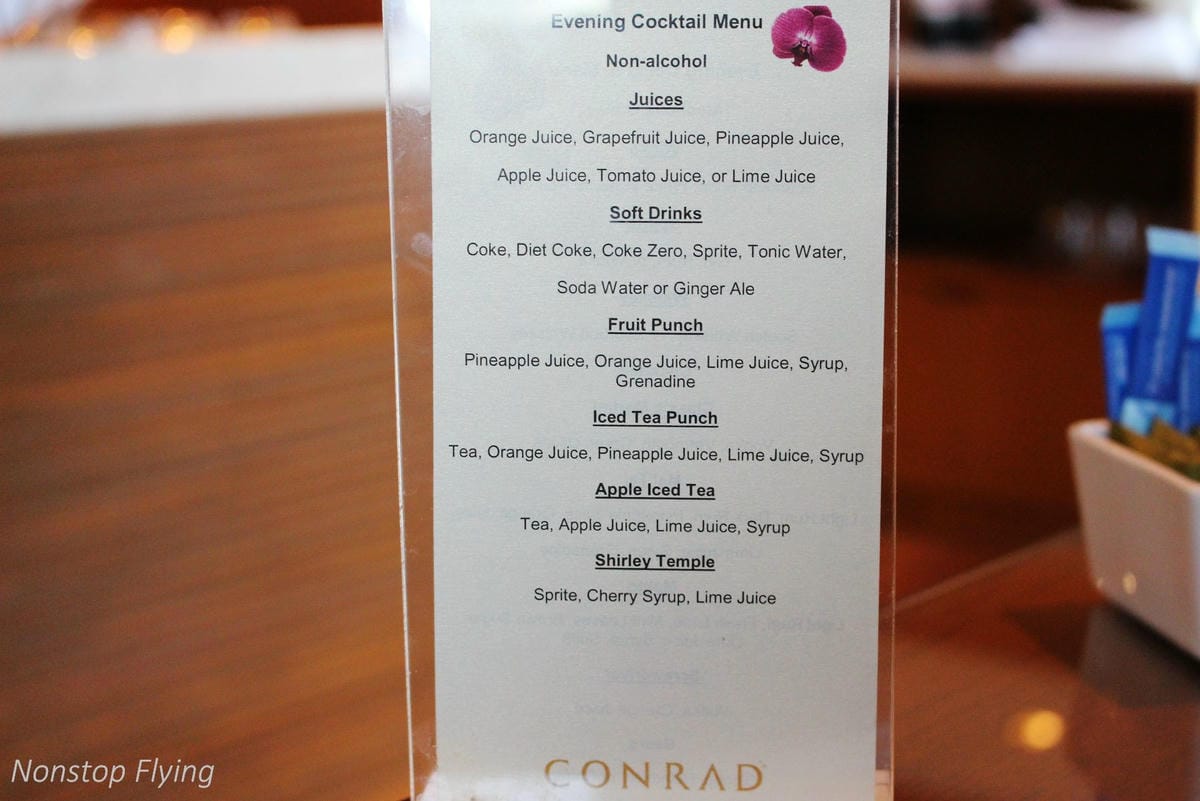 Evening Cocktail Menu
Non-alcohol
Juices
Orange Juice, Grapefruit Juice, Pineapple Juice,
Apple Juice, Tomato Juice, or Lime Juice
Soft Drinks
Coke, Diet Coke, Coke Zero, Sprite, Tonic Water,
Soda Water or Ginger Ale
Fruit Punch
Pineapple Juice, Orange Juice, Lime Juice, Syrup,
Grenadine
Iced Tea Punch
Tea, Orange Juice, Pineapple Juice, Lime Juice, Syrup
Apple Iced Tea
Tea, Apple Juice, Lime Juice, Syrup
Shirley Temple
Sprite, Cherry Syrup, Lime Juice
CONRAD
Nonstop Flying